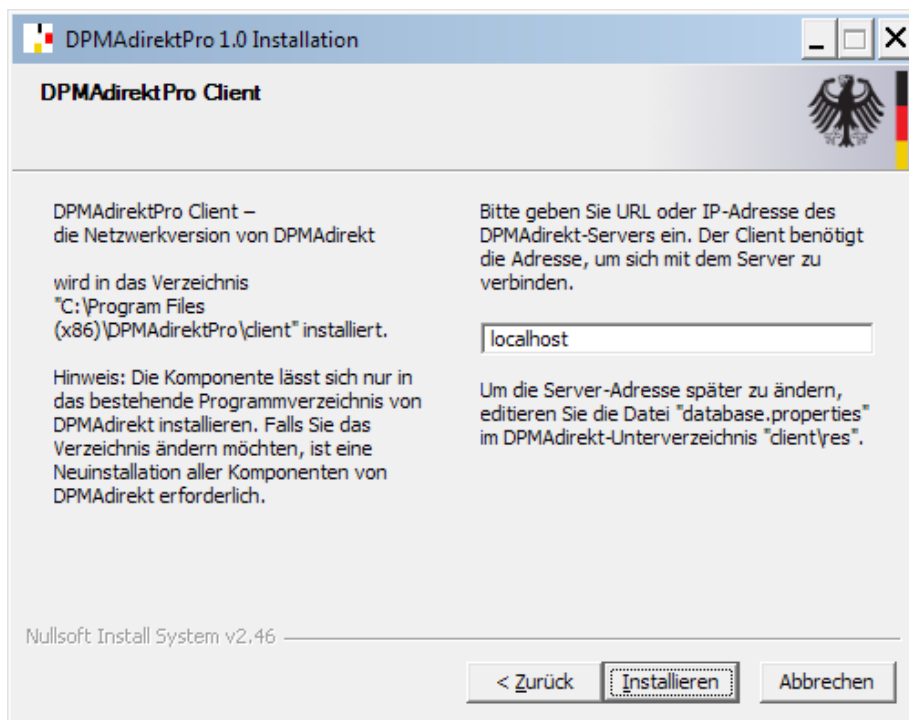 DPMAdirektPro 1.0 Installation
DPMAdirektPro Client
DPMAdirektPro Client –
die Netzwerkversion von DPMAdirekt
wird in das Verzeichnis
"C:\Program Files
(x86)\DPMAdirektPro\client" installiert.
Hinweis: Die Komponente lässt sich nur in
das bestehende Programmverzeichnis von
DPMAdirekt installieren. Falls Sie das
Verzeichnis ändern möchten, ist eine
Neuinstallation aller Komponenten von
DPMAdirekt erforderlich.
Bitte geben Sie URL oder IP-Adresse des
DPMAdirekt-Servers ein. Der Client benötigt
die Adresse, um sich mit dem Server zu
verbinden.
localhost
Um die Server-Adresse später zu ändern,
editieren Sie die Datei "database.properties"
im DPMAdirekt-Unterverzeichnis "client\res".
Nullsoft Install System v2.46
< Zurück
Installieren
Abbrechen